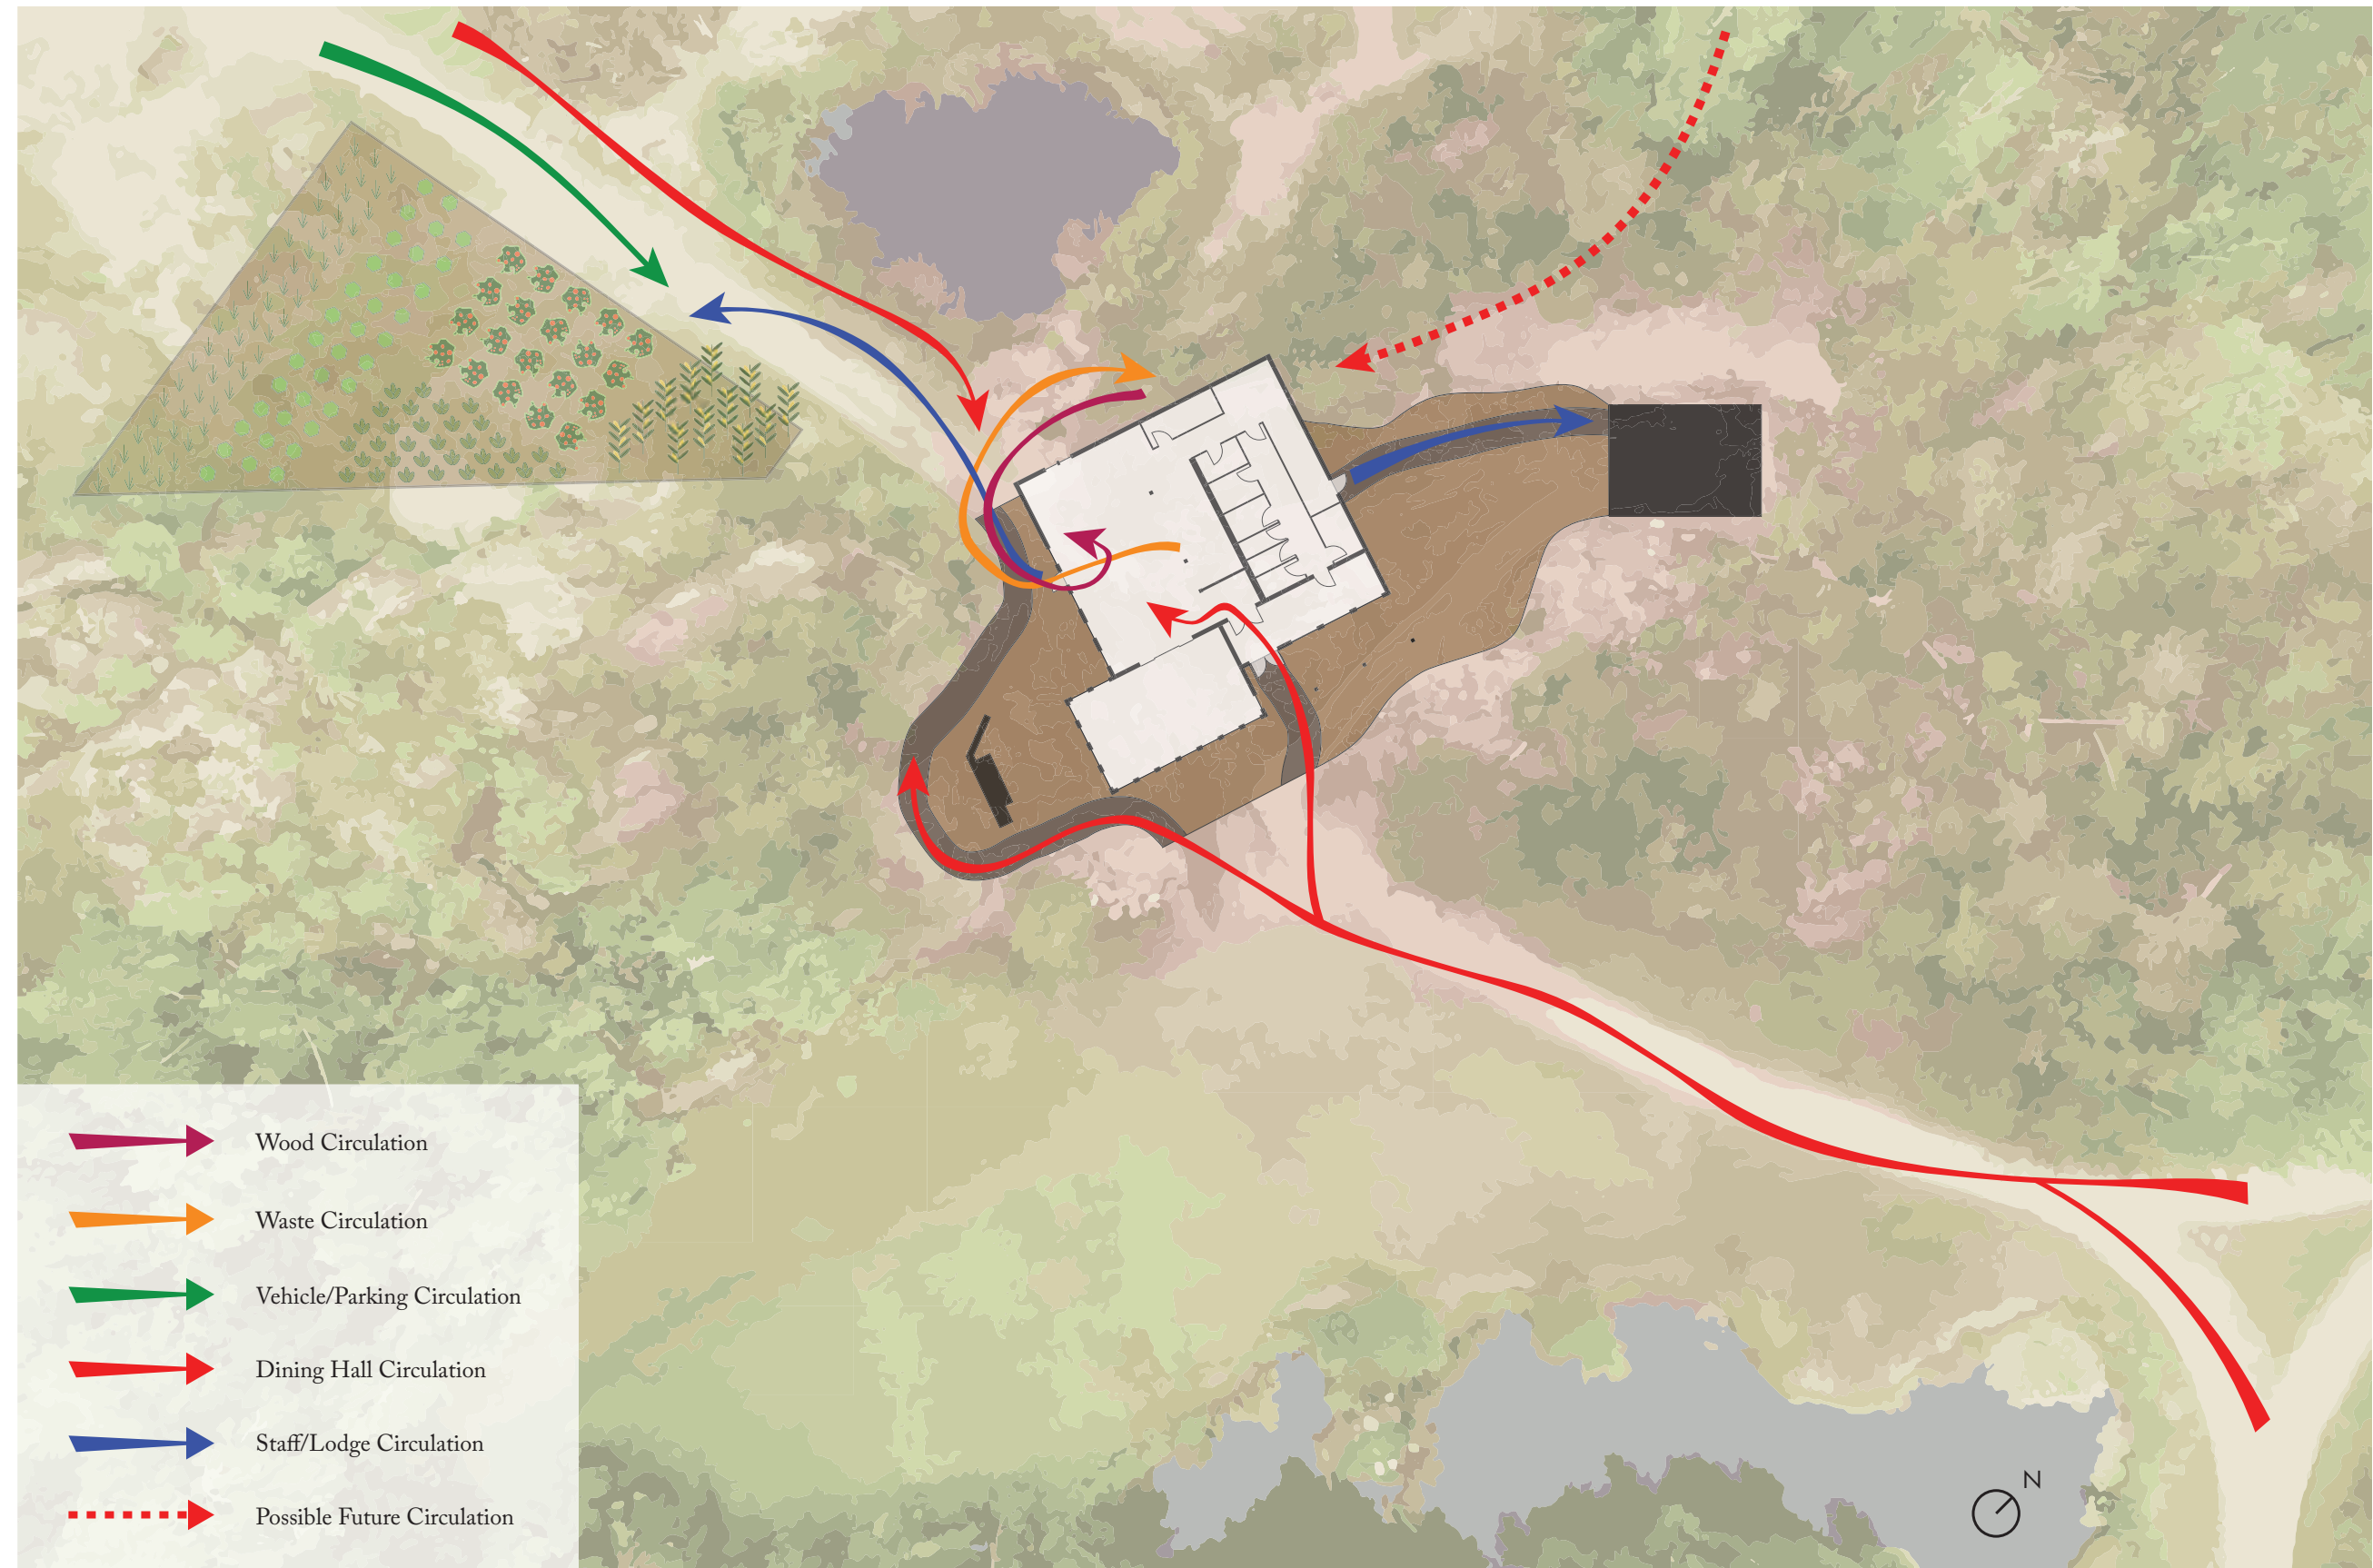 Wood Circulation
Waste Circulation
Vehicle/Parking Circulation
Dining Hall Circulation
Staff/Lodge Circulation
Possible Future Circulation
N